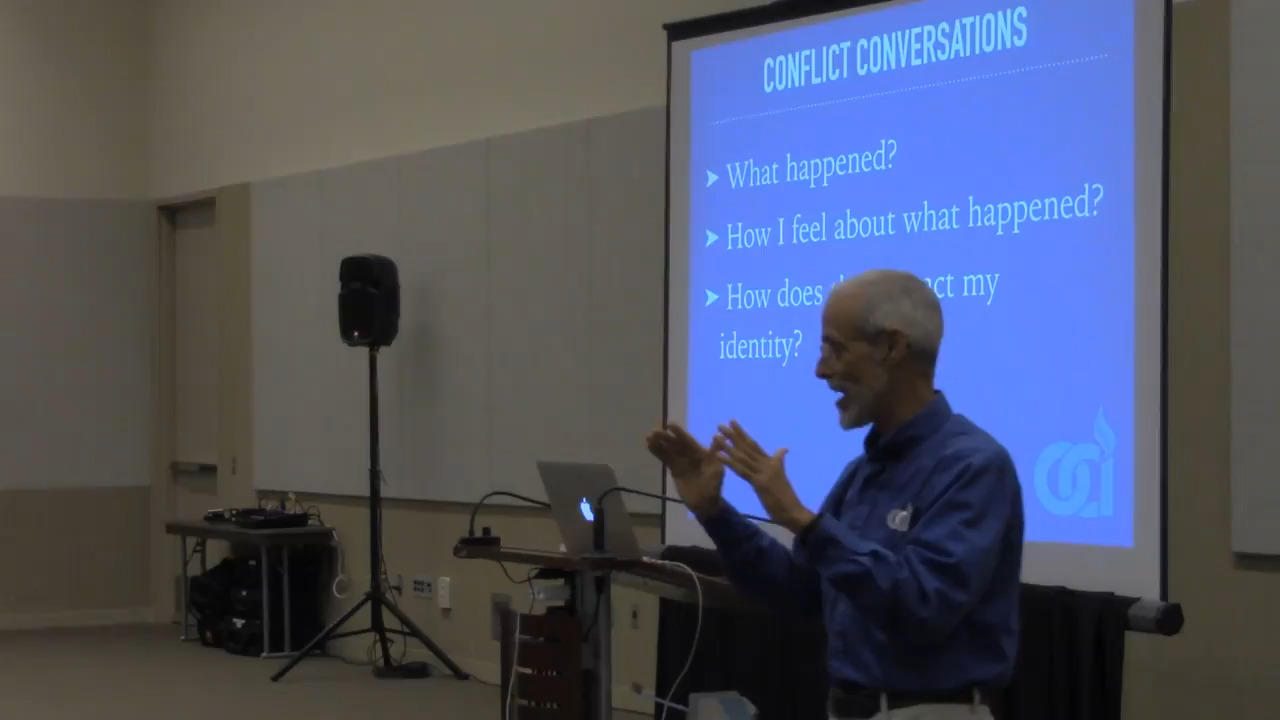 CONFLICT CONVERSATIONS
What happened?
How I feel about what happened?
How does my
identity?